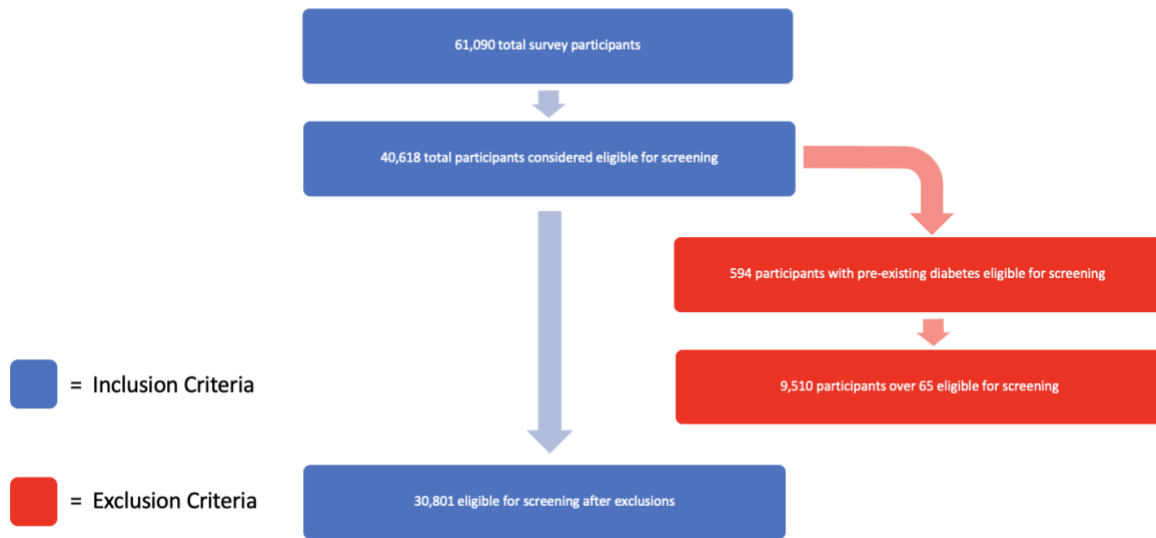 61,090 total survey participants
40,618 total participants considered eligible for screening
594 participants with pre-existing diabetes eligible for screening
9,510 participants over 65 eligible for screening
= Inclusion Criteria
= Exclusion Criteria
30,801 eligible for screening after exclusions